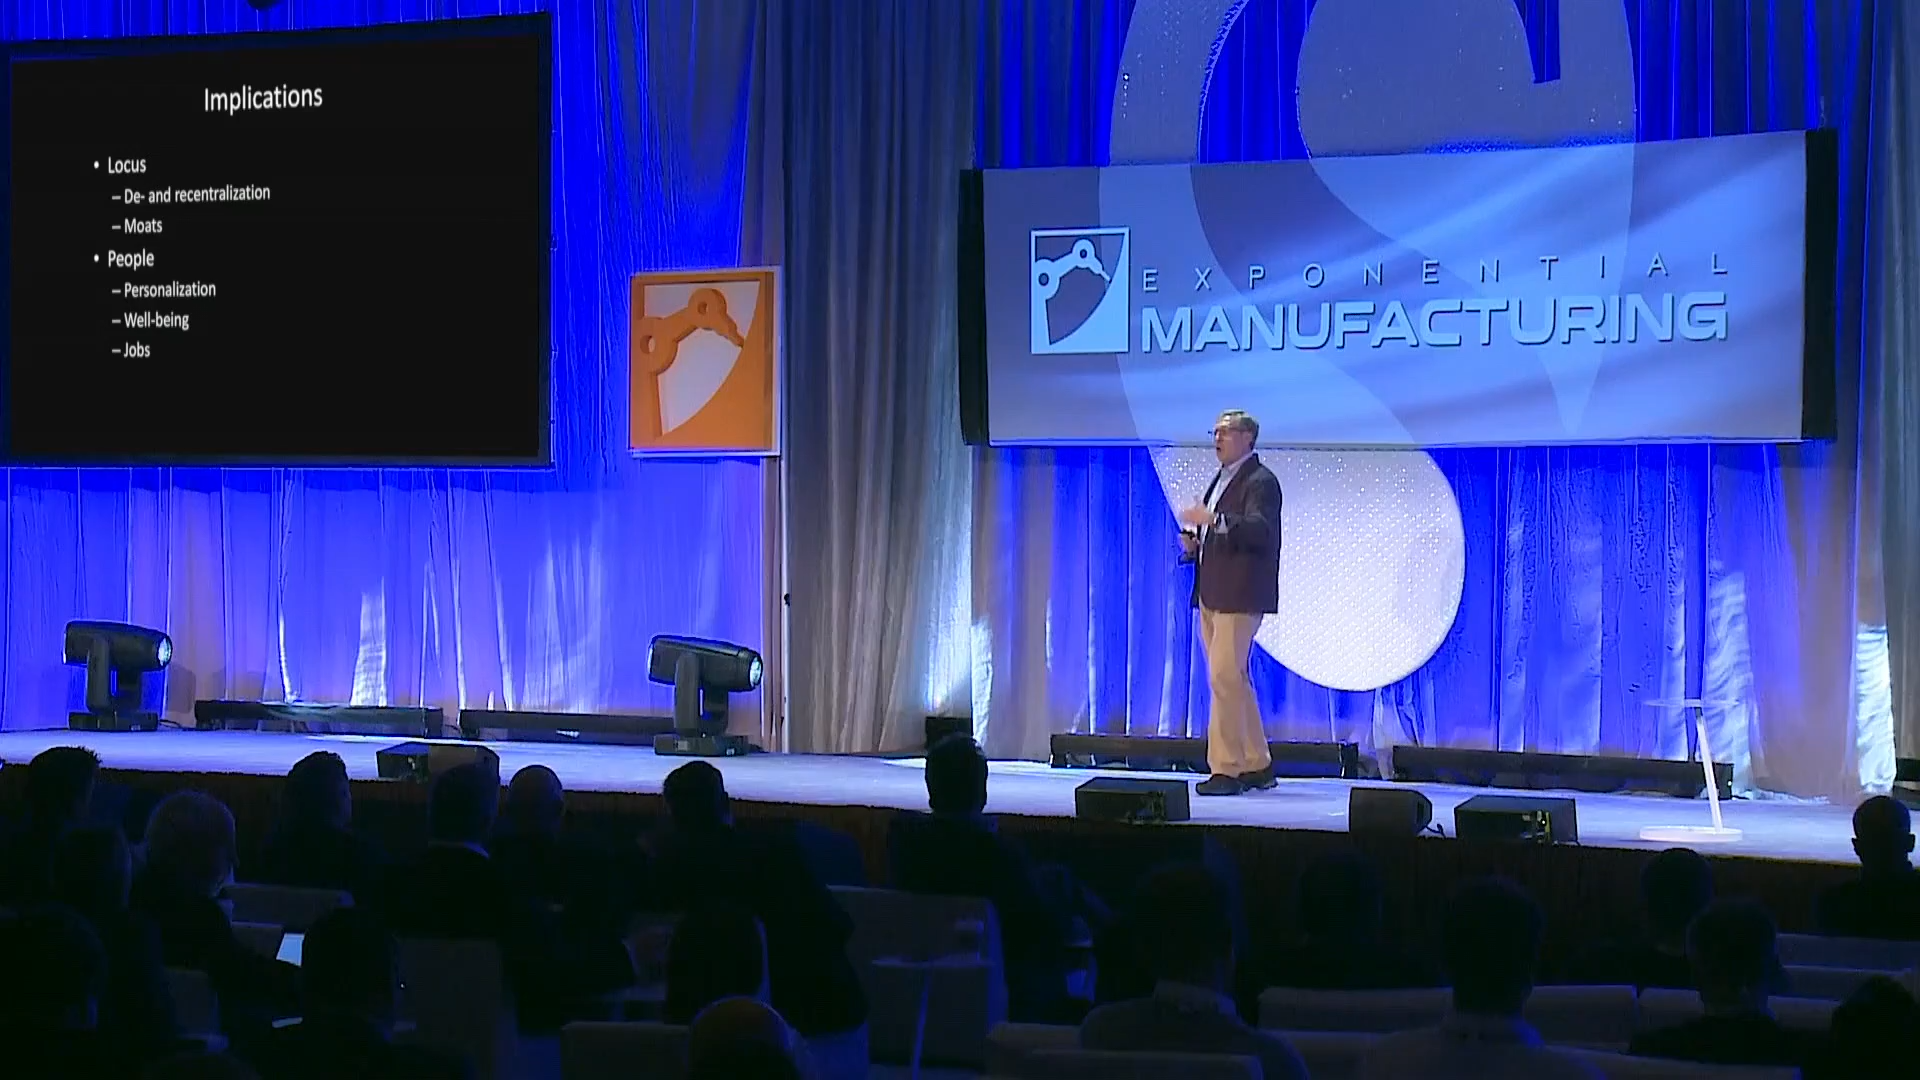 Implications
• Locus
– De- and recentralization
– Moats
• People
– Personalization
– Well-being
– Jobs
EXPONENTIAL
MANUFACTURING